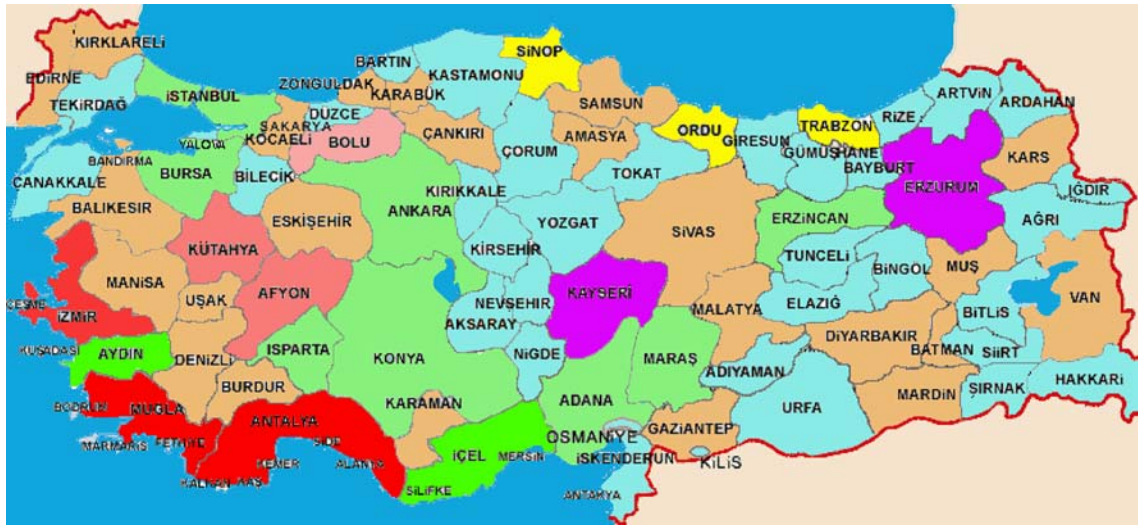 KIRKLARELİ
EDİRNE
TEKİRDAĞ
İSTANBUL
YALOVA
KOCAELİ
SAKARYA
DÜZCE
ZONGULDAK
BARTIN
KARABÜK
KASTAMONU
SİNOP
SAMSUN
ORDU
GİRESUN
TRABZON
RİZE
ARTVİN
ARDAHAN
BANDIRMA
ÇANAKKALE
BALIKESIR
BURSA
BİLECİK
BOLU
ÇANKIRI
ÇORUM
AMASYA
TOKAT
GÜMÜŞHANE
BAYBURT
ERZURUM
KARS
IĞDIR
AĞRI
KÜTAHYA
ESKİŞEHİR
ANKARA
KIRIKKALE
KİRSEHİR
YOZGAT
SİVAS
ERZİNCAN
TUNCELİ
BİNGÖL
MUŞ
VAN
BİTLİS
MANİSA
UŞAK
AFYON
İZMİR
ÇEŞME
KUŞADASI
AYDIN
DENİZLİ
ISPARTA
BURDUR
KONYA
AKSARAY
NEVŞEHIR
NİGDE
KAYSERİ
MARAŞ
MALATYA
ELAZIĞ
DİYARBAKIR
BATMAN
SİİRT
ŞIRNAK
HAKKARİ
MARDİN
URFA
ADIYAMAN
GAZİANTEP
KİLİS
ADANA
OSMANİYE
İSKENDERUN
ANTAKYA
KARAMAN
İÇEL
MERSİN
SİLİFKE
ANTALYA
SİDE
ALANYA
KEMER
KAŞ
KALKAN
FETHİYE
MUĞLA
MARMARİS
BODRUM